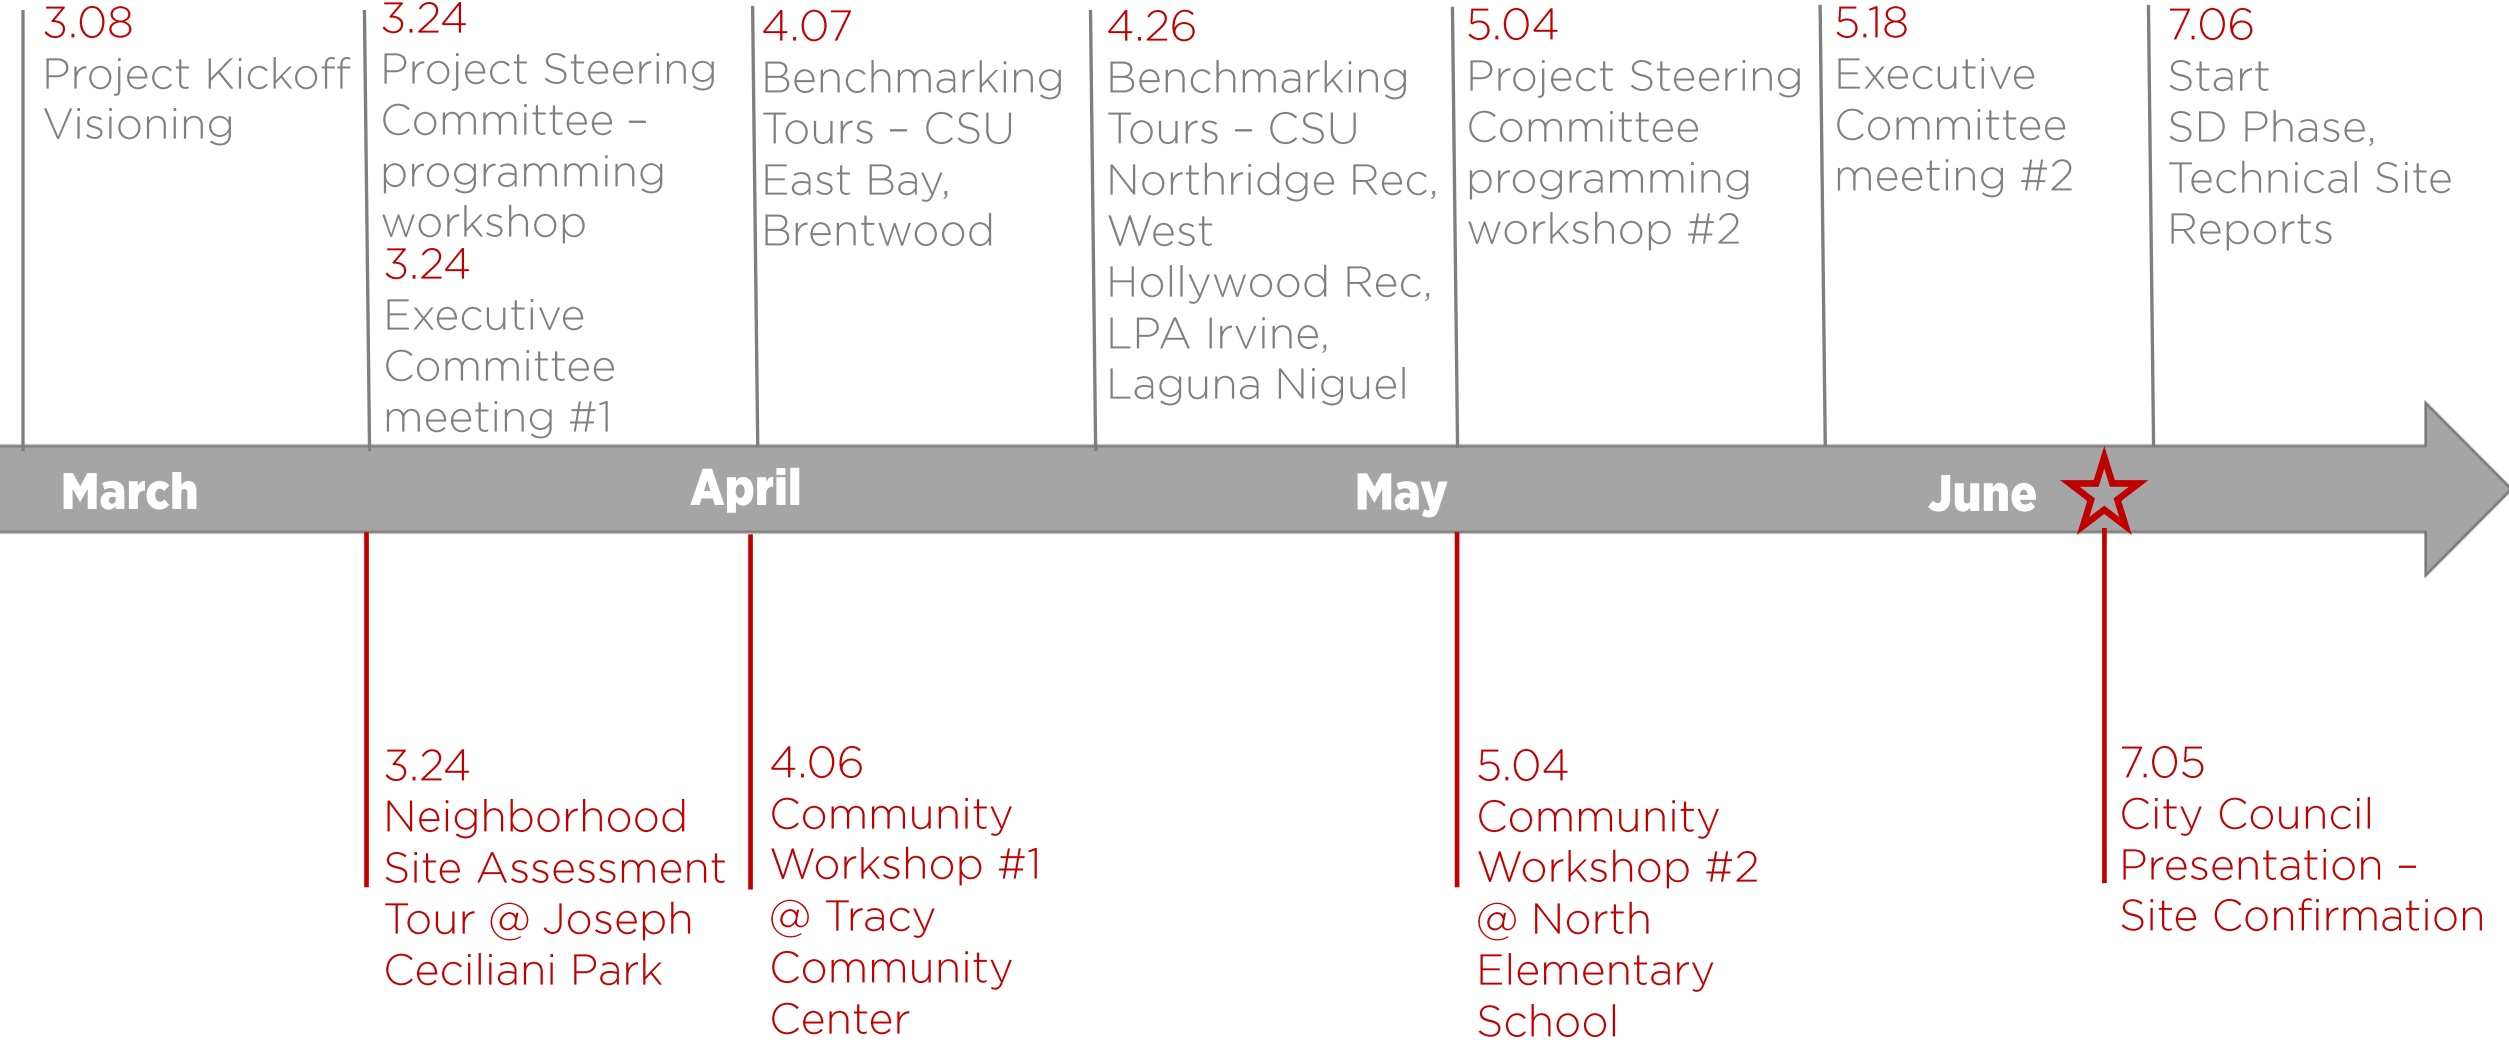 3.08
Project Kickoff
Visioning
3.24
Project Steering
Committee –
programming
workshop
3.24
Executive
Committee
meeting #1
4.07
Benchmarking
Tours – CSU
East Bay,
Brentwood
4.26
Benchmarking
Tours – CSU
Northridge Rec,
West
Hollywood Rec,
LPA Irvine,
Laguna Niguel
5.04
Project Steering
Committee
programming
workshop #2
5.18
Executive
Committee
meeting #2
7.06
Start
SD Phase,
Technical Site
Reports
March
April
May
June
3.24
Neighborhood
Site Assessment
Tour @ Joseph
Ceciliani Park
4.06
Community
Workshop #1
@ Tracy
Community
Center
5.04
Community
Workshop #2
@ North
Elementary
School
7.05
City Council
Presentation –
Site Confirmation